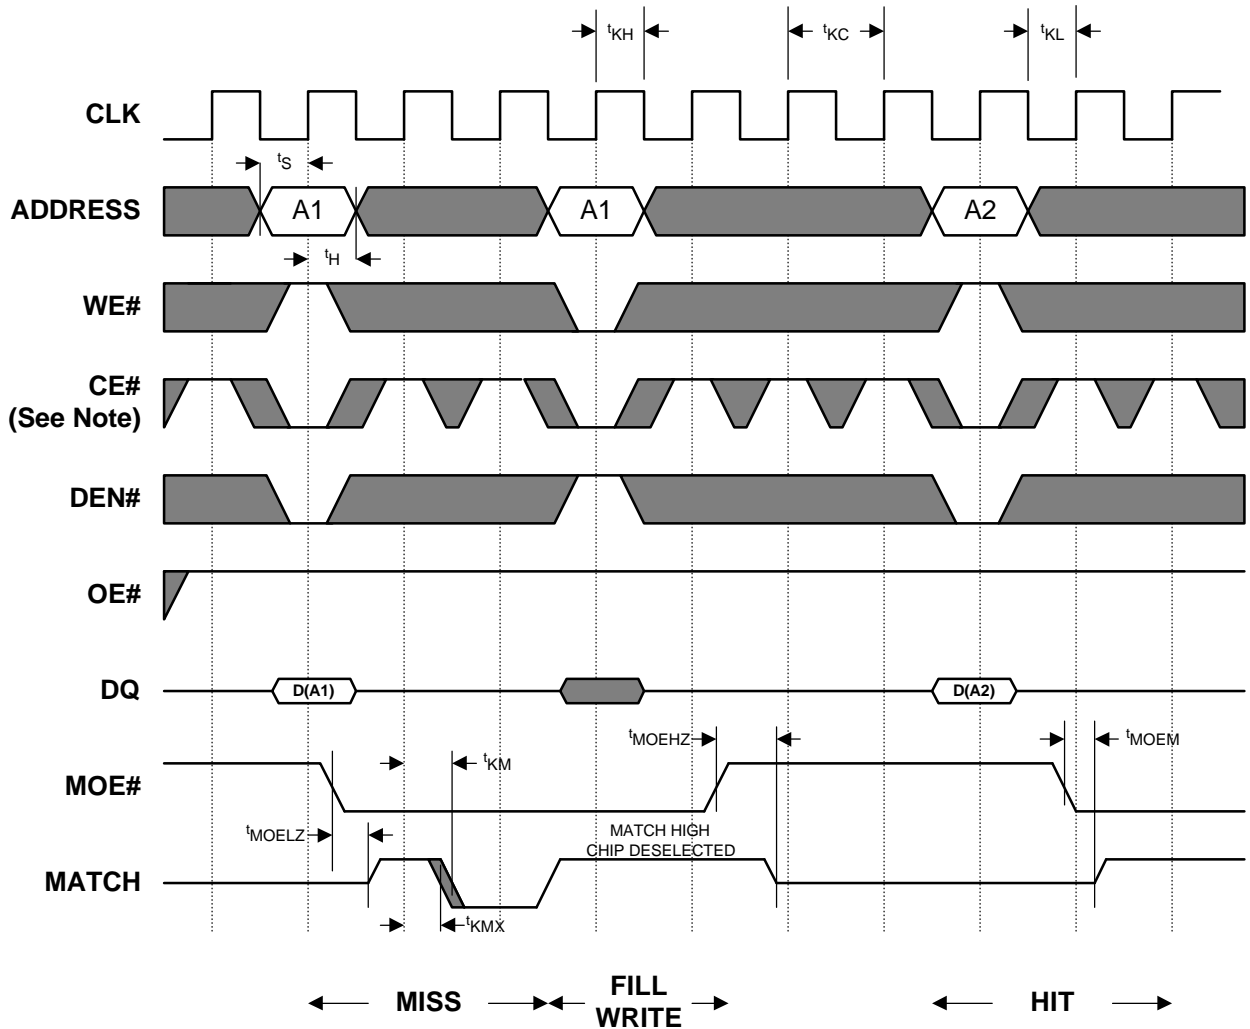 tKH
tKC
tKL
CLK
tS
ADDRESS
A1
A1
A2
tH
WE#
CE#
(See Note)
DEN#
OE#
DQ
D(A1)
D(A2)
tMOEHZ
tMOEM
tKM
MOE#
tMOELZ
MATCH HIGH
CHIP DESELECTED
MATCH
tKMX
MISS
FILL
WRITE
HIT